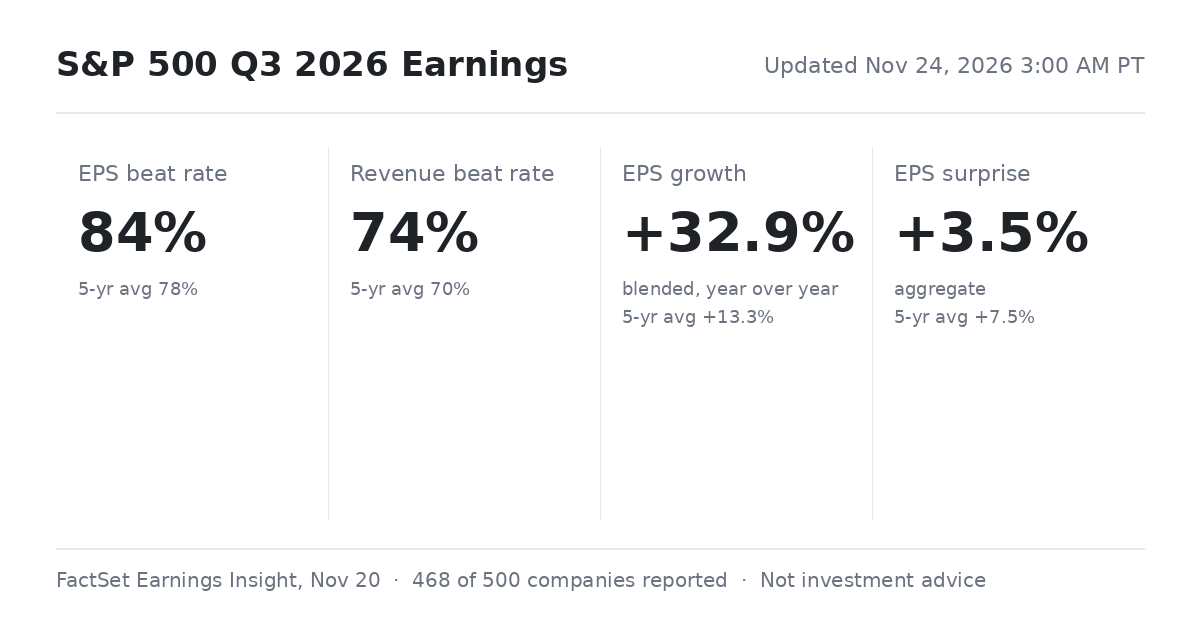 S&P 500 Q3 2026 Earnings
Updated Nov 24, 2026 3:00 AM PT
EPS beat rate
84%
5-yr avg 78%
Revenue beat rate
74%
5-yr avg 70%
EPS growth
+32.9%
blended, year over year
5-yr avg +13.3%
EPS surprise
+3.5%
aggregate
5-yr avg +7.5%
FactSet Earnings Insight, Nov 20 · 468 of 500 companies reported · Not investment advice